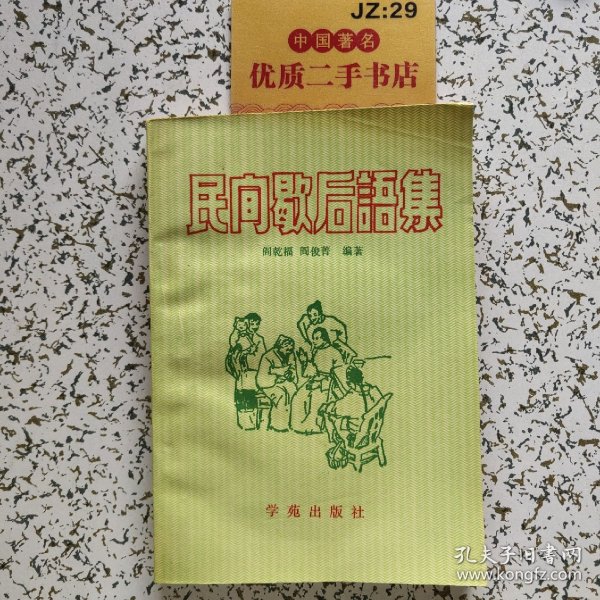 JZ:29
中国著名
优质二手书店
民间歇后語集
阎乾福 阎俊菁 编著
学苑出版社
孔夫子旧书网
www.kongfz.com